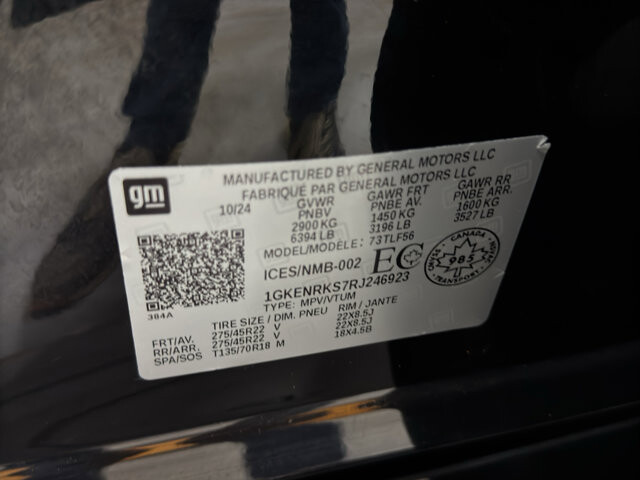 gm
MANUFACTURED BY GENERAL MOTORS LLC
FABRIQUE PAR GENERAL MOTORS LLC
10/24 GVWR GAWR FRT GAWR RR
PNBV PNBE AV. PNBE ARR.
2900 KG 1450 KG 1600 KG
6394 LB 3196 LB 3527 LB
MODEL/MODÈLE: 73TLF56
ICES/NMB-002 EC
CANADA
985
TRANSPORT
1GKENRKS7RJ246923
TYPE: MPV/VTUM
384A
TIRE SIZE / DIM. PNEU RIM / JANTE
FRT/AV. 275/45R22 V 22X8.5J
RR/ARR. 275/45R22 V 22X8.5J
SPA/SOS T135/70R18 M 18X4.5B